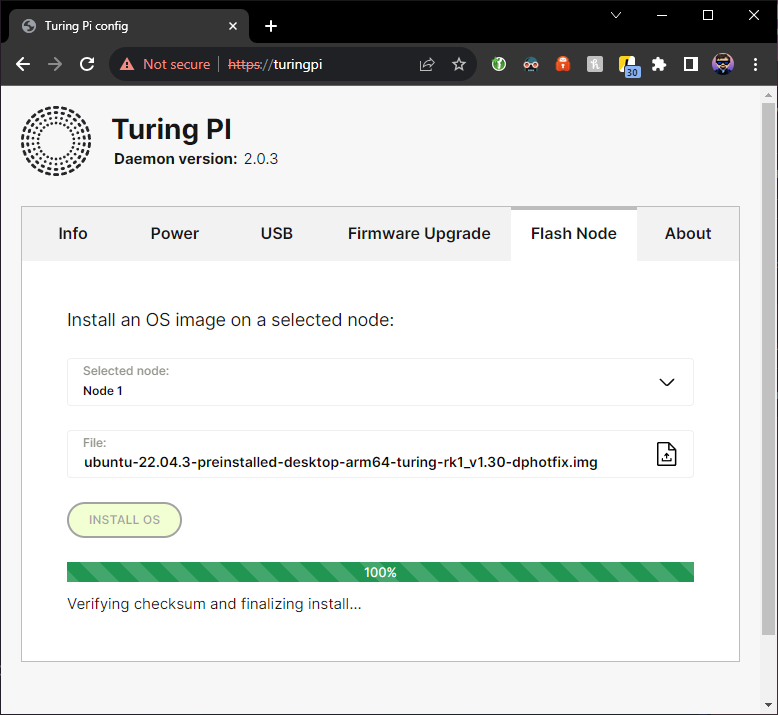 Turing Pi config
Not secure
https://turingpi
30
Turing PI
Daemon version: 2.0.3
Info Power USB Firmware Upgrade Flash Node About
Install an OS image on a selected node:
Selected node:
Node 1
File:
ubuntu-22.04.3-preinstalled-desktop-arm64-turing-rk1_v1.30-dphotfix.img
INSTALL OS
100%
Verifying checksum and finalizing install...